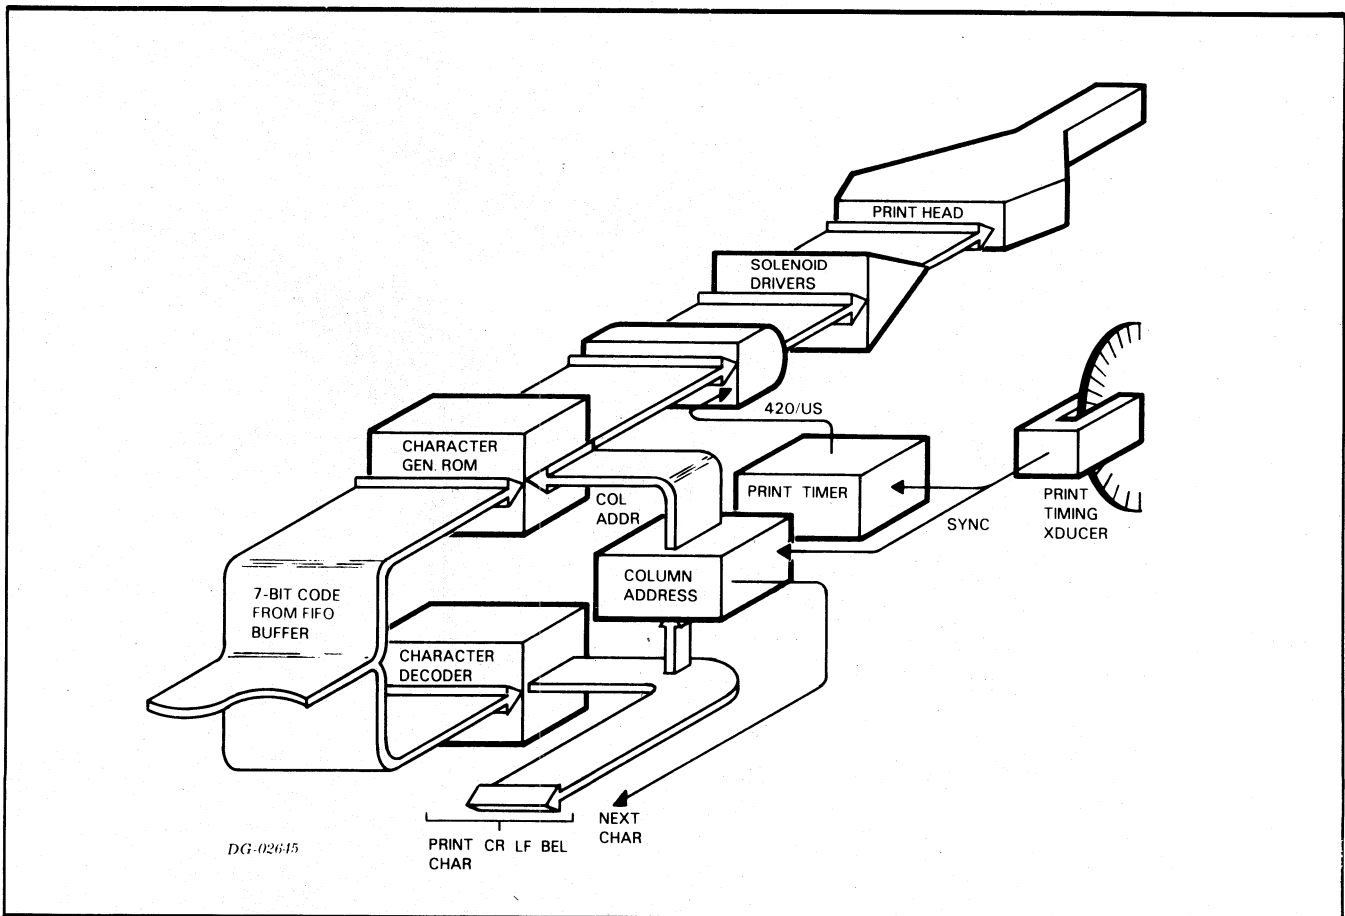 PRINT HEAD
SOLENOID
DRIVERS
420/US
CHARACTER
GEN. ROM
PRINT TIMER
COL
ADDR
SYNC
PRINT
TIMING
XDUCER
COLUMN
ADDRESS
7-BIT CODE
FROM FIFO
BUFFER
CHARACTER
DECODER
NEXT
CHAR
PRINT CR LF BEL
CHAR
DG-02645